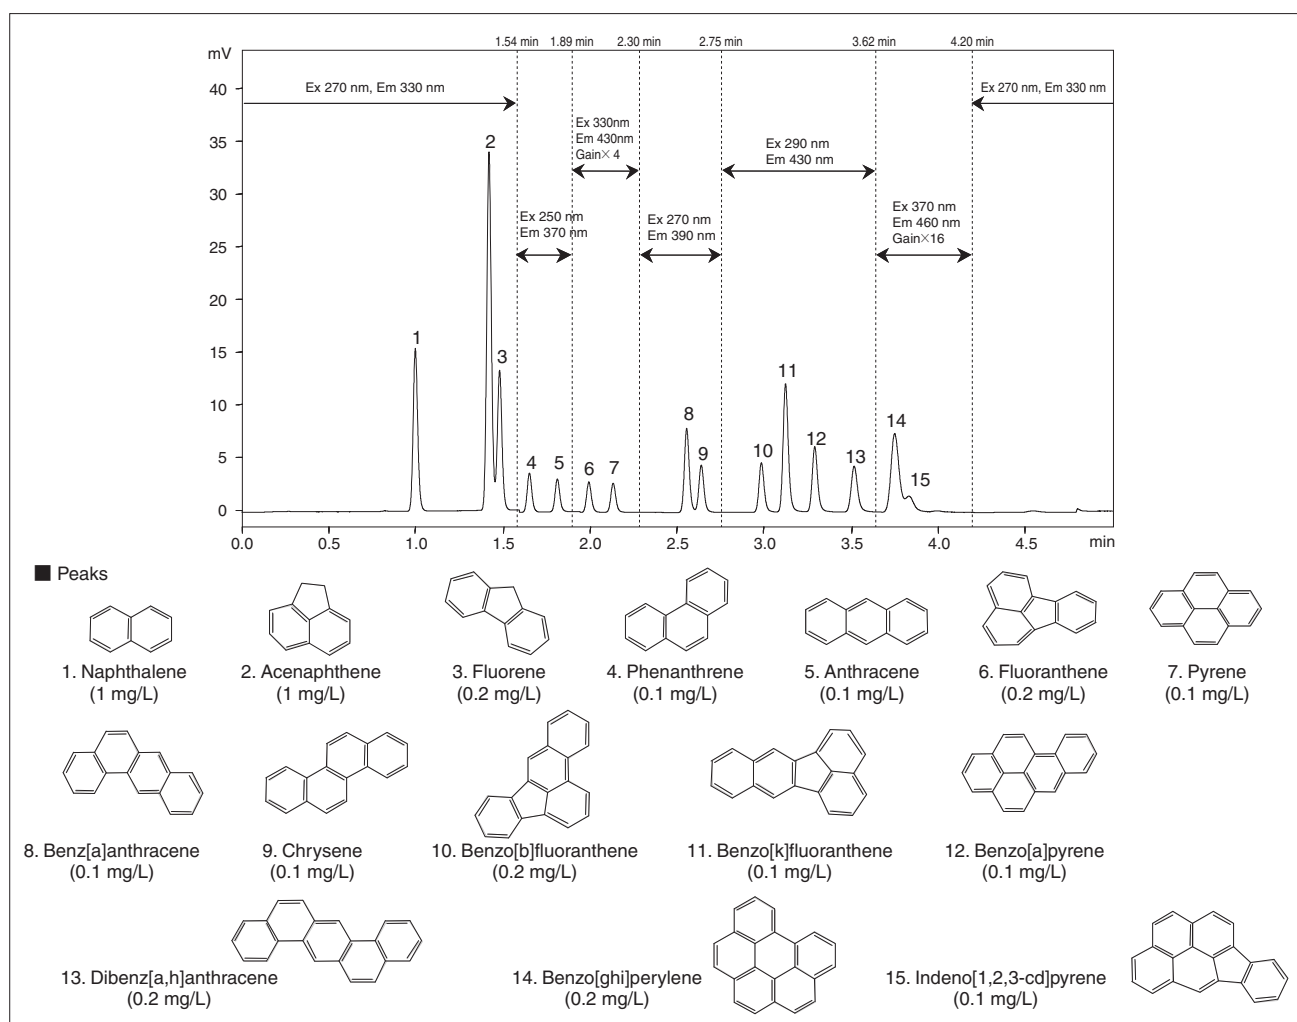 1.54 min 1.89 min 2.30 min 2.75 min 3.62 min 4.20 min
mV
40
35
30
25
20
15
10
5
0
Ex 270 nm, Em 330 nm
Ex 250 nm
Em 370 nm
Ex 330nm
Em 430nm
Gain× 4
Ex 270 nm
Em 390 nm
Ex 290 nm
Em 430 nm
Ex 370 nm
Em 460 nm
Gain×16
Ex 270 nm, Em 330 nm
1
2
3
4
5
6
7
8
9
10
11
12
13
14
15
0.0 0.5 1.0 1.5 2.0 2.5 3.0 3.5 4.0 4.5 min
■ Peaks
1. Naphthalene
(1 mg/L)
2. Acenaphthene
(1 mg/L)
3. Fluorene
(0.2 mg/L)
4. Phenanthrene
(0.1 mg/L)
5. Anthracene
(0.1 mg/L)
6. Fluoranthene
(0.2 mg/L)
7. Pyrene
(0.1 mg/L)
8. Benz[a]anthracene
(0.1 mg/L)
9. Chrysene
(0.1 mg/L)
10. Benzo[b]fluoranthene
(0.2 mg/L)
11. Benzo[k]fluoranthene
(0.1 mg/L)
12. Benzo[a]pyrene
(0.1 mg/L)
13. Dibenz[a,h]anthracene
(0.2 mg/L)
14. Benzo[ghi]perylene
(0.2 mg/L)
15. Indeno[1,2,3-cd]pyrene
(0.1 mg/L)